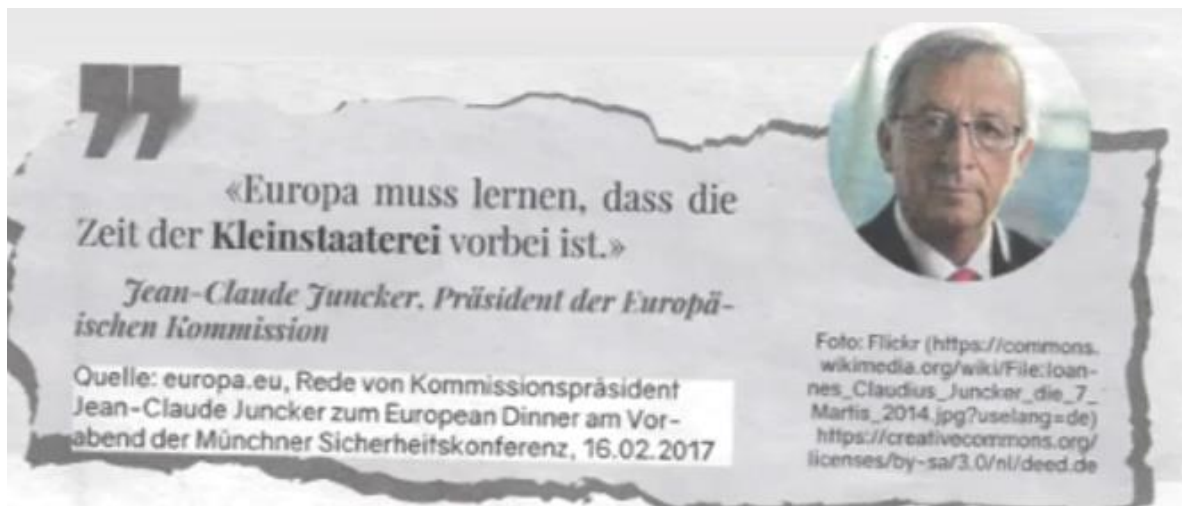 «Europa muss lernen, dass die
Zeit der Kleinstaaterei vorbei ist.»
Jean-Claude Juncker, Präsident der Europä-
ischen Kommission
Quelle: europa.eu, Rede von Kommissionspräsident
Jean-Claude Juncker zum European Dinner am Vor-
abend der Münchner Sicherheitskonferenz, 16.02.2017
Foto: Flickr (https://commons.
wikimedia.org/wiki/File:Ioan-
nes_Claudius_Juncker_die_7_
Martis_2014.jpg?uselang=de)
https://creativecommons.org/
licenses/by-sa/3.0/nl/deed.de